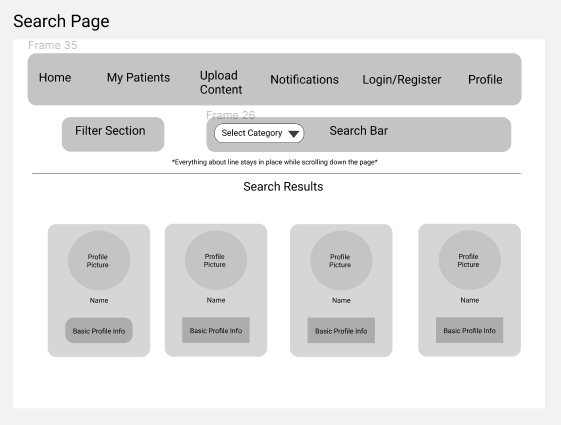 Search Page
Frame 35
Home
My Patients
Upload
Content
Notifications
Login/Register
Profile
Frame 26
Filter Section
Select Category
Search Bar
*Everything about line stays in place while scrolling down the page*
Search Results
Profile
Picture
Name
Basic Profile Info
Profile
Picture
Name
Basic Profile Info
Profile
Picture
Name
Basic Profile Info
Profile
Picture
Name
Basic Profile Info